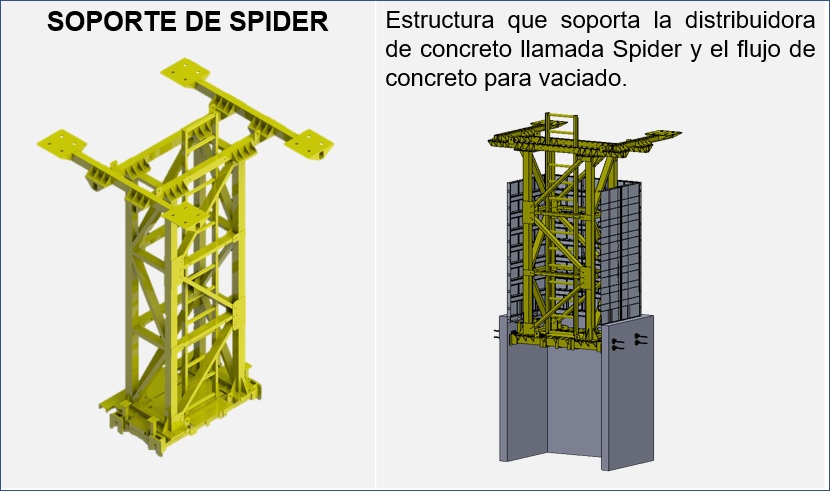 SOPORTE DE SPIDER
Estructura que soporta la distribuidora
de concreto llamada Spider y el flujo de
concreto para vaciado.